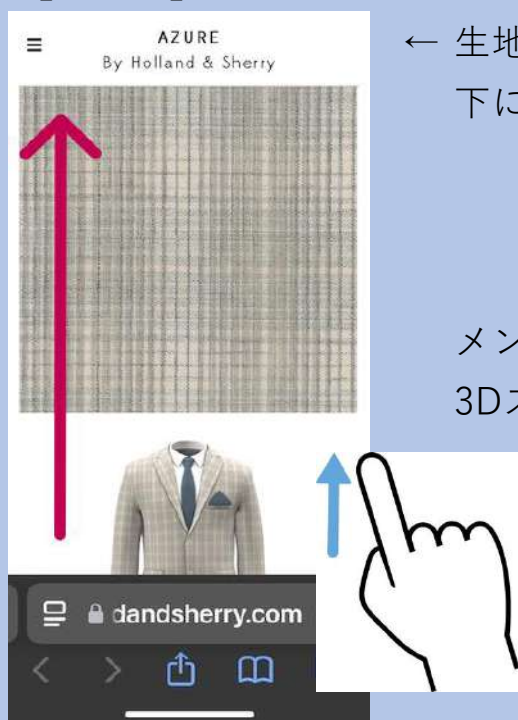 AZURE
By Holland & Sherry
← 生地
下に
メン
3D
dandsherry.com